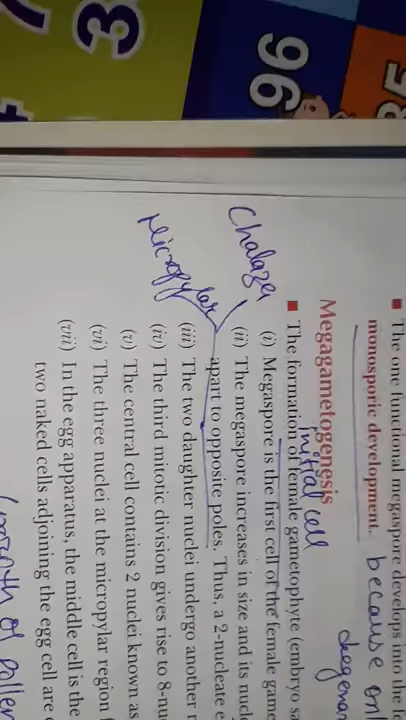 3
96
The one functional megaspore develops into the
monosporic development. because on
degene
Megagametogenesis
initial cell
The formation of female gametophyte (embryo sa
(i) Megaspore is the first cell of the female game
Chalaza
(ii) The megaspore increases in size and its nucle
Micropylar
apart to opposite poles. Thus, a 2-nucleate e
(iii) The two daughter nuclei undergo another
(iv) The third mitotic division gives rise to 8-nu
(v) The central cell contains 2 nuclei known as
(vi) The three nuclei at the micropylar region
(vii) In the egg apparatus, the middle cell is the
two naked cells adjoining the egg cell are
growth of pollen